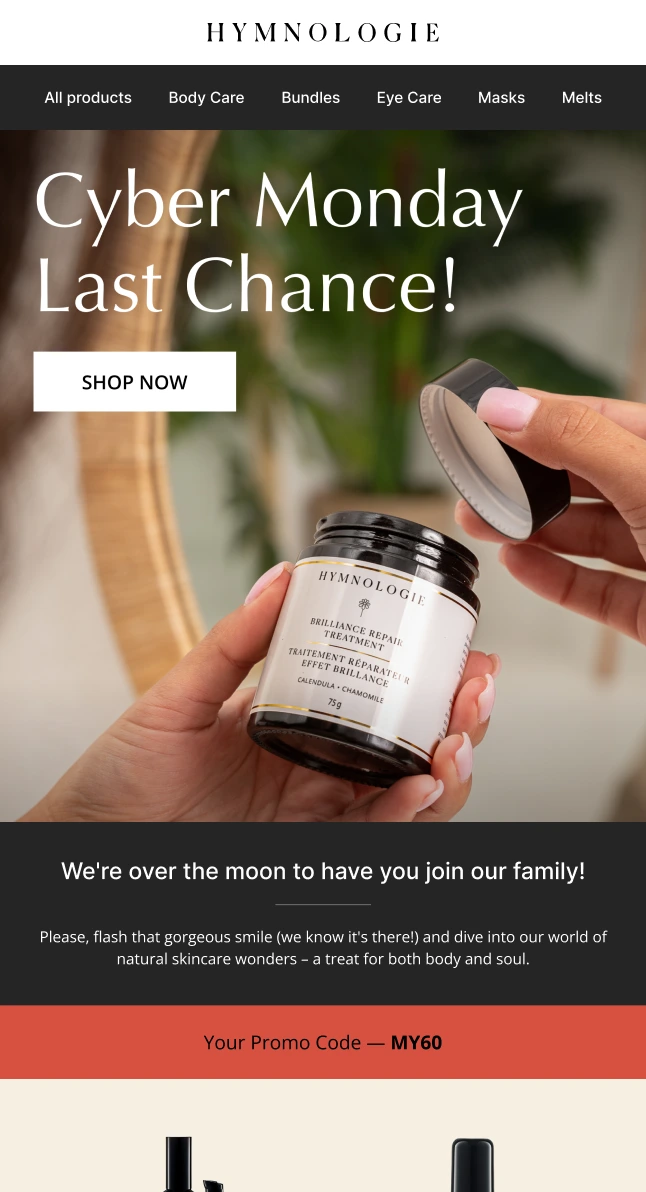 HYMNOLOGIE
All products Body Care Bundles Eye Care Masks Melts
Cyber Monday
Last Chance!
SHOP NOW
HYMNOLOGIE
BRILLIANCE REPAIR
TREATMENT
TRAITEMENT RÉPARATEUR
EFFET BRILLANCE
CALENDULA • CHAMOMILE
75g
We're over the moon to have you join our family!
Please, flash that gorgeous smile (we know it's there!) and dive into our world of
natural skincare wonders – a treat for both body and soul.
Your Promo Code — MY60